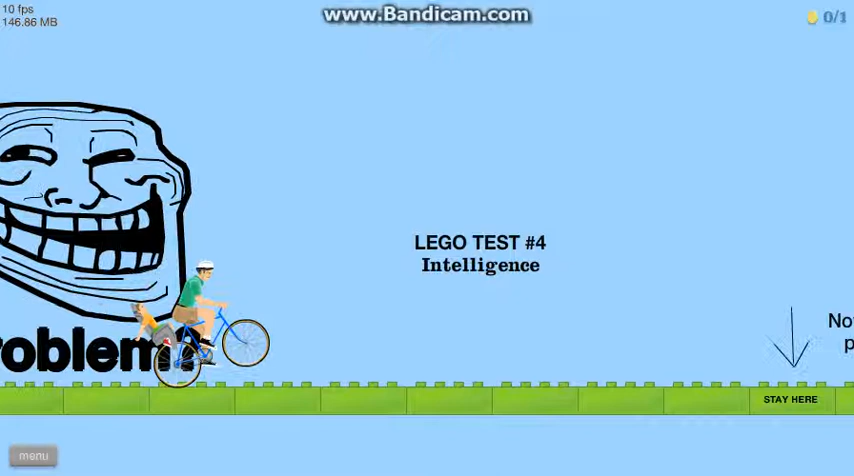 10 fps
146.86 MB
www.Bandicam.com
0/1
LEGO TEST #4
Intelligence
roblem
STAY HERE
menu